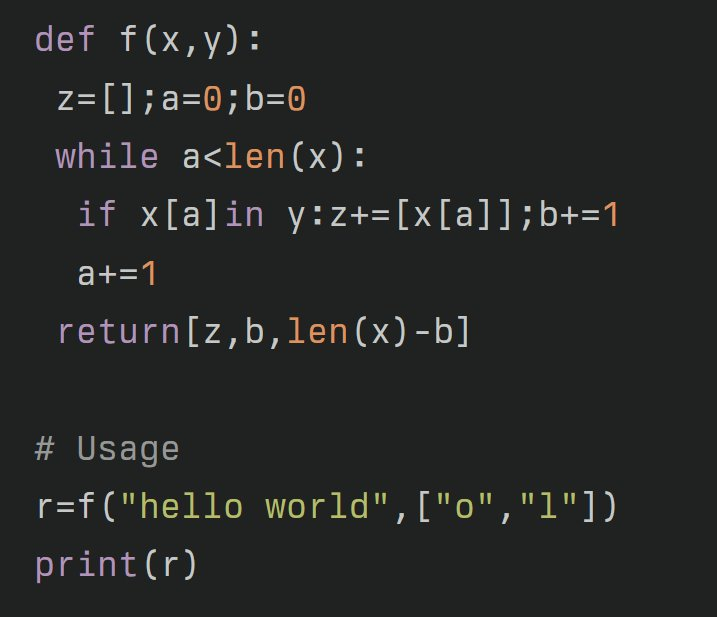 def f(x,y):
 z=[];a=0;b=0
 while a<len(x):
  if x[a]in y:z+=[x[a]];b+=1
  a+=1
 return[z,b,len(x)-b]

# Usage
r=f("hello world",["o","l"])
print(r)